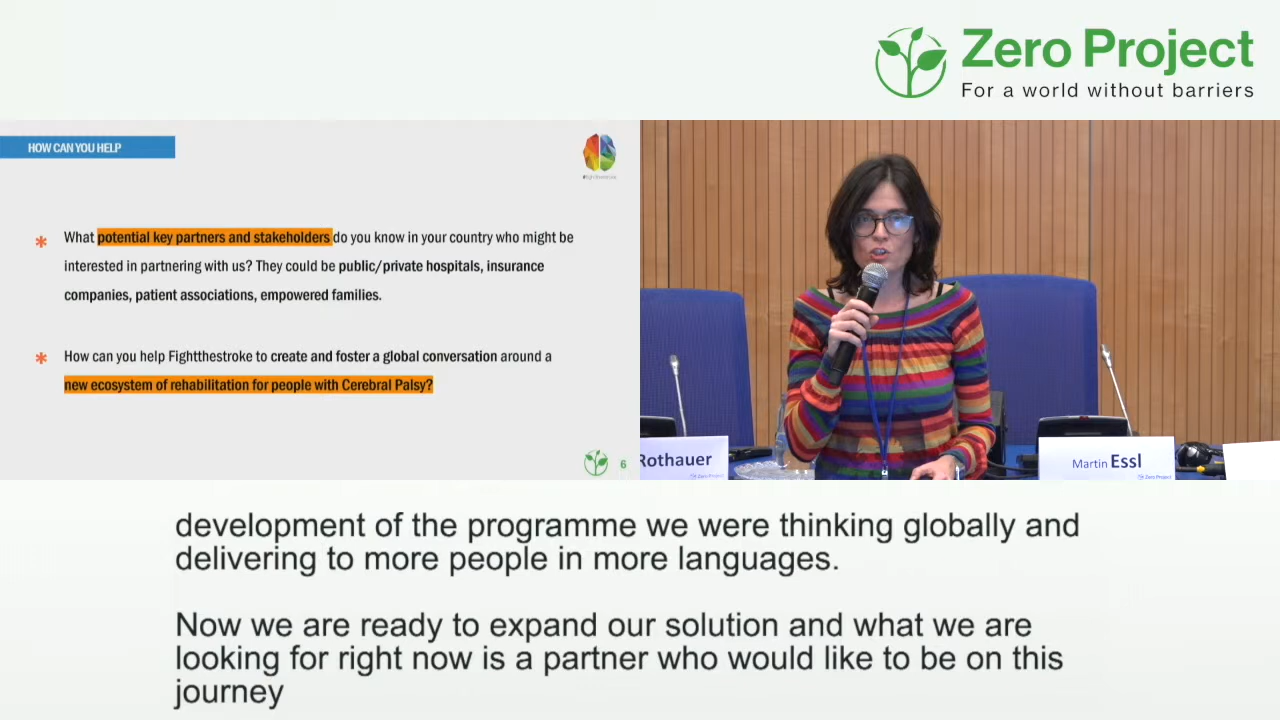 Zero Project
For a world without barriers
HOW CAN YOU HELP
What potential key partners and stakeholders do you know in your country who might be
interested in partnering with us? They could be public/private hospitals, insurance
companies, patient associations, empowered families.
How can you help Fightthestroke to create and foster a global conversation around a
new ecosystem of rehabilitation for people with Cerebral Palsy?
6
Rothauer
Martin Essl
Zero Project
development of the programme we were thinking globally and
delivering to more people in more languages.
Now we are ready to expand our solution and what we are
looking for right now is a partner who would like to be on this
journey